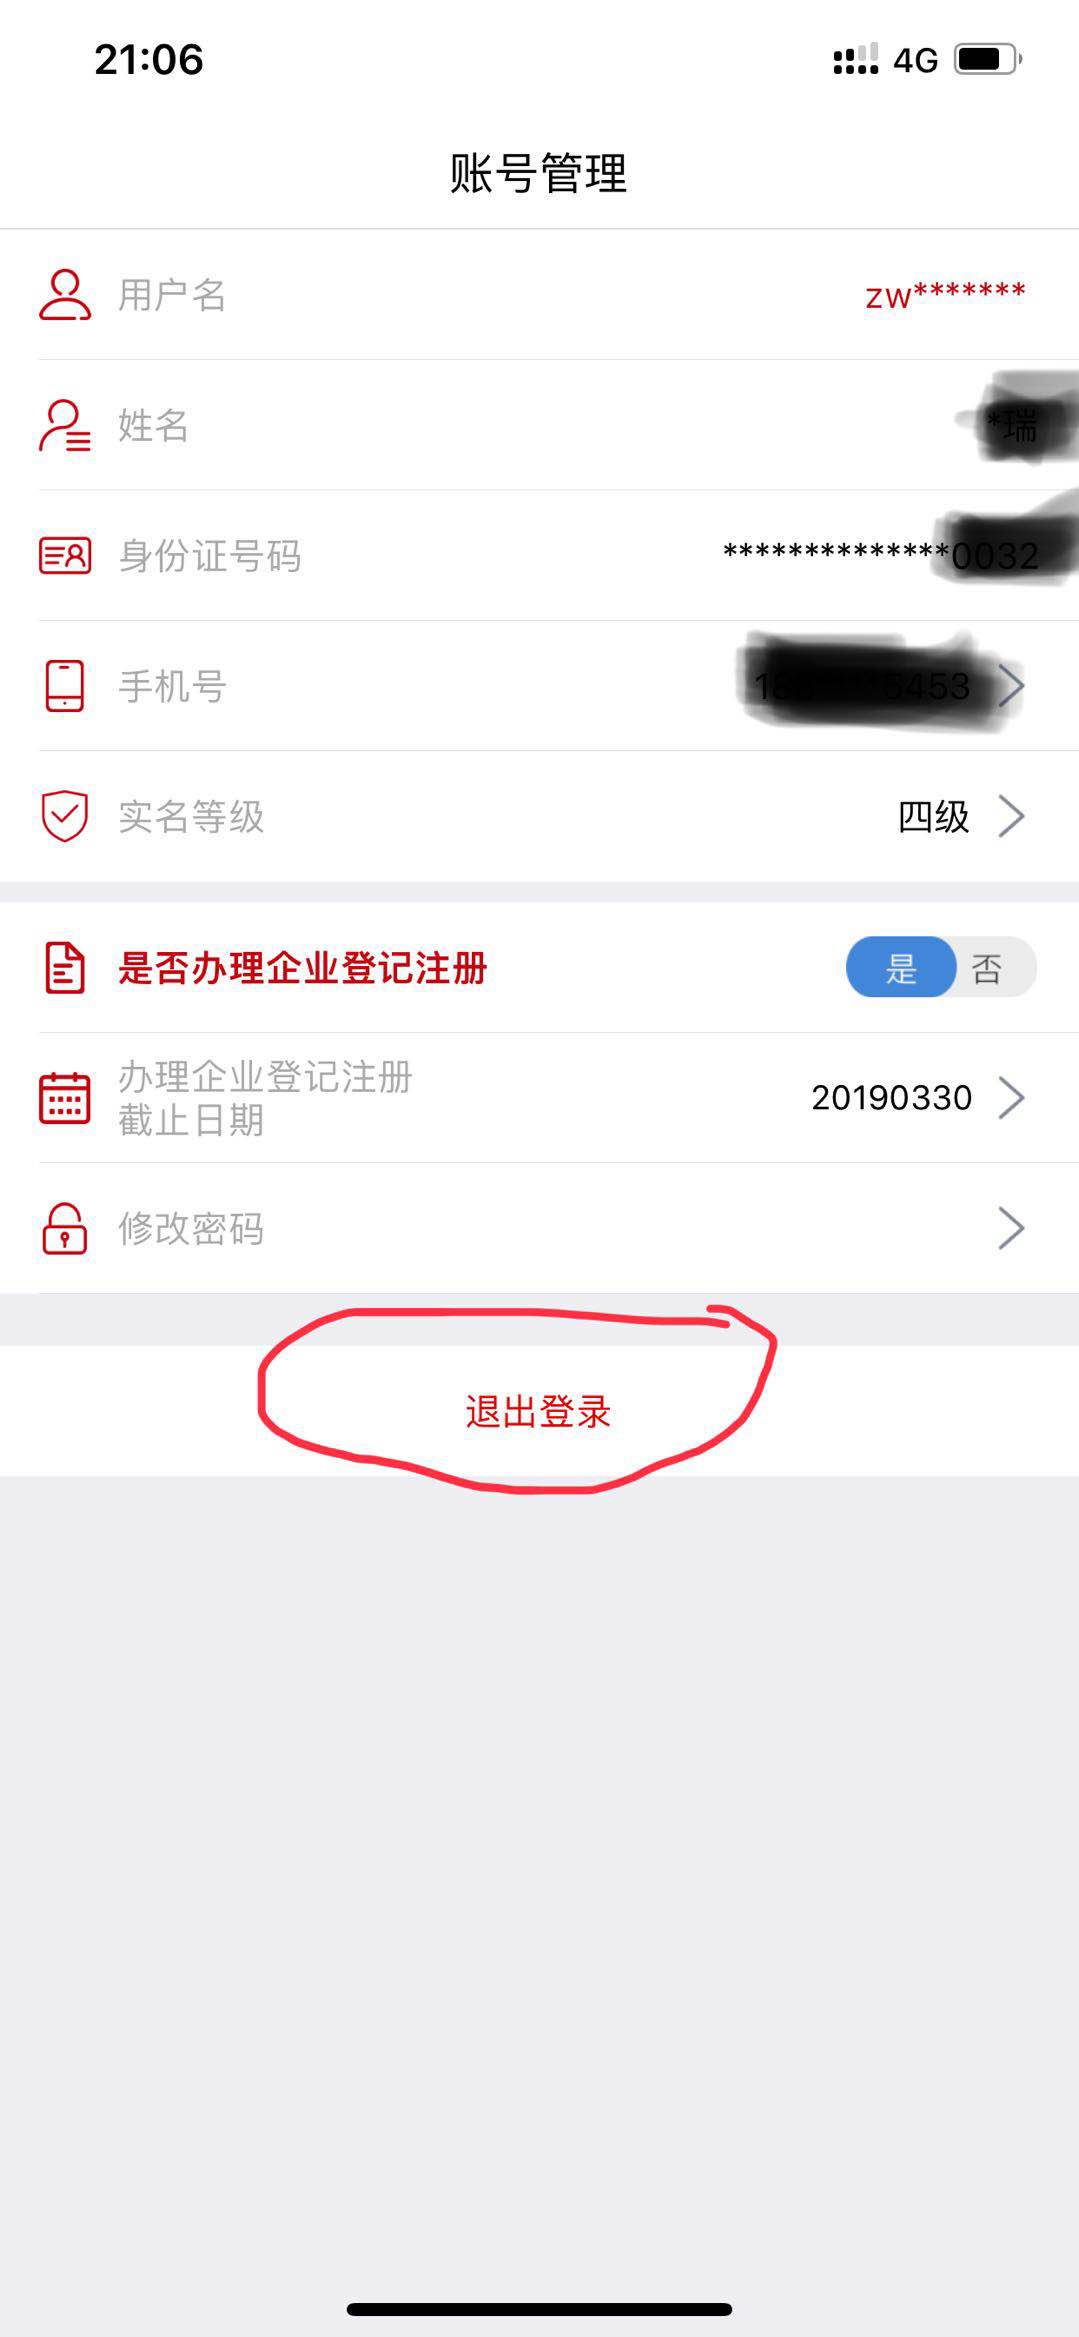 21:06 4G
账号管理
用户名 zw*******
姓名
身份证号码 **************
手机号
实名等级 四级
是否办理企业登记注册 是 否
办理企业登记注册
截止日期 20190330
修改密码
退出登录